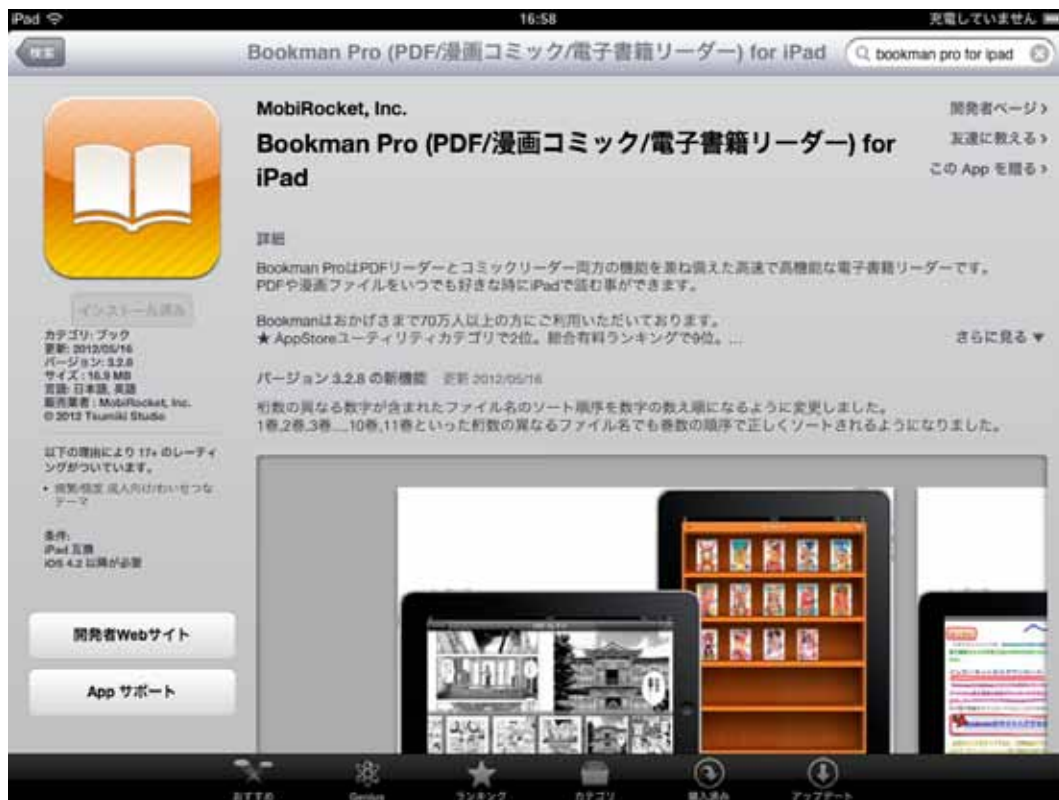 iPad
16:58
充電していません
検索
Bookman Pro (PDF/漫画コミック/電子書籍リーダー) for iPad
bookman pro for ipad
MobiRocket, Inc.
Bookman Pro (PDF/漫画コミック/電子書籍リーダー) for
iPad
開発者ページ
友達に教える
この App を贈る
詳細
Bookman ProはPDFリーダーとコミックリーダー両方の機能を兼ね備えた高速で高機能な電子書籍リーダーです。
PDFや漫画ファイルをいつでも好きな時にiPadで読む事ができます。
Bookmanはおかげさまで70万人以上の方にご利用いただいております。
★ AppStoreユーティリティカテゴリで2位。総合有料ランキングで9位。...
さらに見る ▼
バージョン 3.2.8 の新機能 更新 2012/05/16
桁数の異なる数字が含まれたファイル名のソート順序を数字の数え順になるように変更しました。
1巻,2巻,3巻....,10巻,11巻といった桁数の異なるファイル名でも巻数の順序で正しくソートされるようになりました。
インストール済み
カテゴリ: ブック
更新: 2012/05/16
バージョン: 3.2.8
サイズ : 16.9 MB
言語: 日本語, 英語
販売業者 : MobiRocket, Inc.
© 2012 Tsumiki Studio
以下の理由により 17+ のレーティ
ングがついています。
• 頻繁/極度 成人向け/わいせつな
テーマ
条件:
iPad 互換
iOS 4.2 以降が必要
開発者Webサイト
App サポート
おすすめ
Genius
ランキング
カテゴリ
購入済み
アップデート